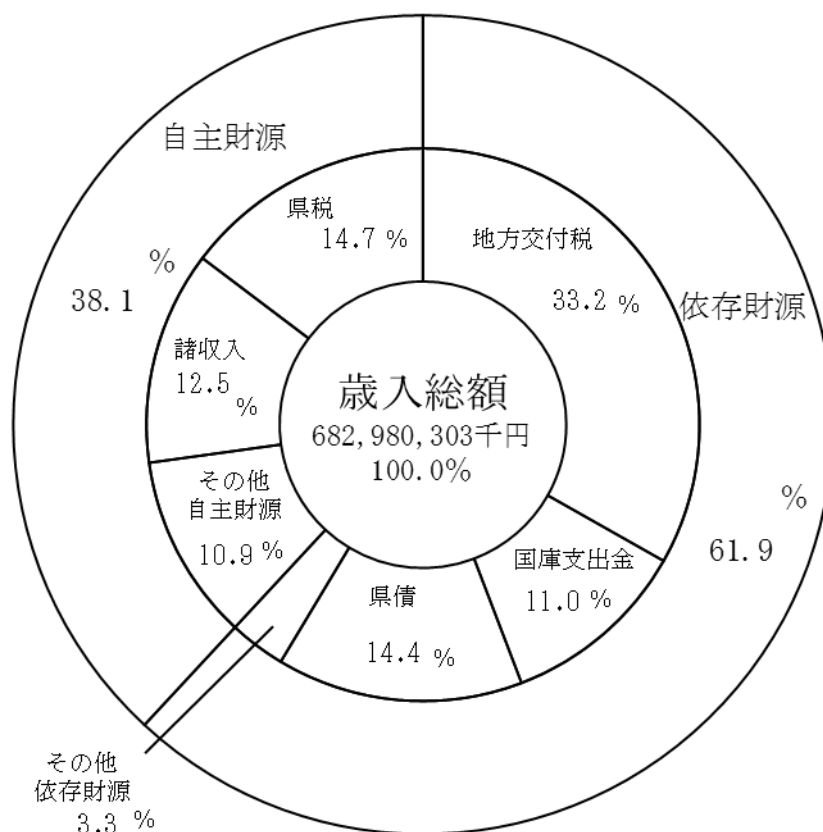 自主財源
38.1 %
県税
14.7 %
諸収入
12.5 %
その他
自主財源
10.9 %
歳入総額
682,980,303千円
100.0%
地方交付税
33.2 %
依存財源
61.9 %
国庫支出金
11.0 %
県債
14.4 %
その他
依存財源
3.3 %